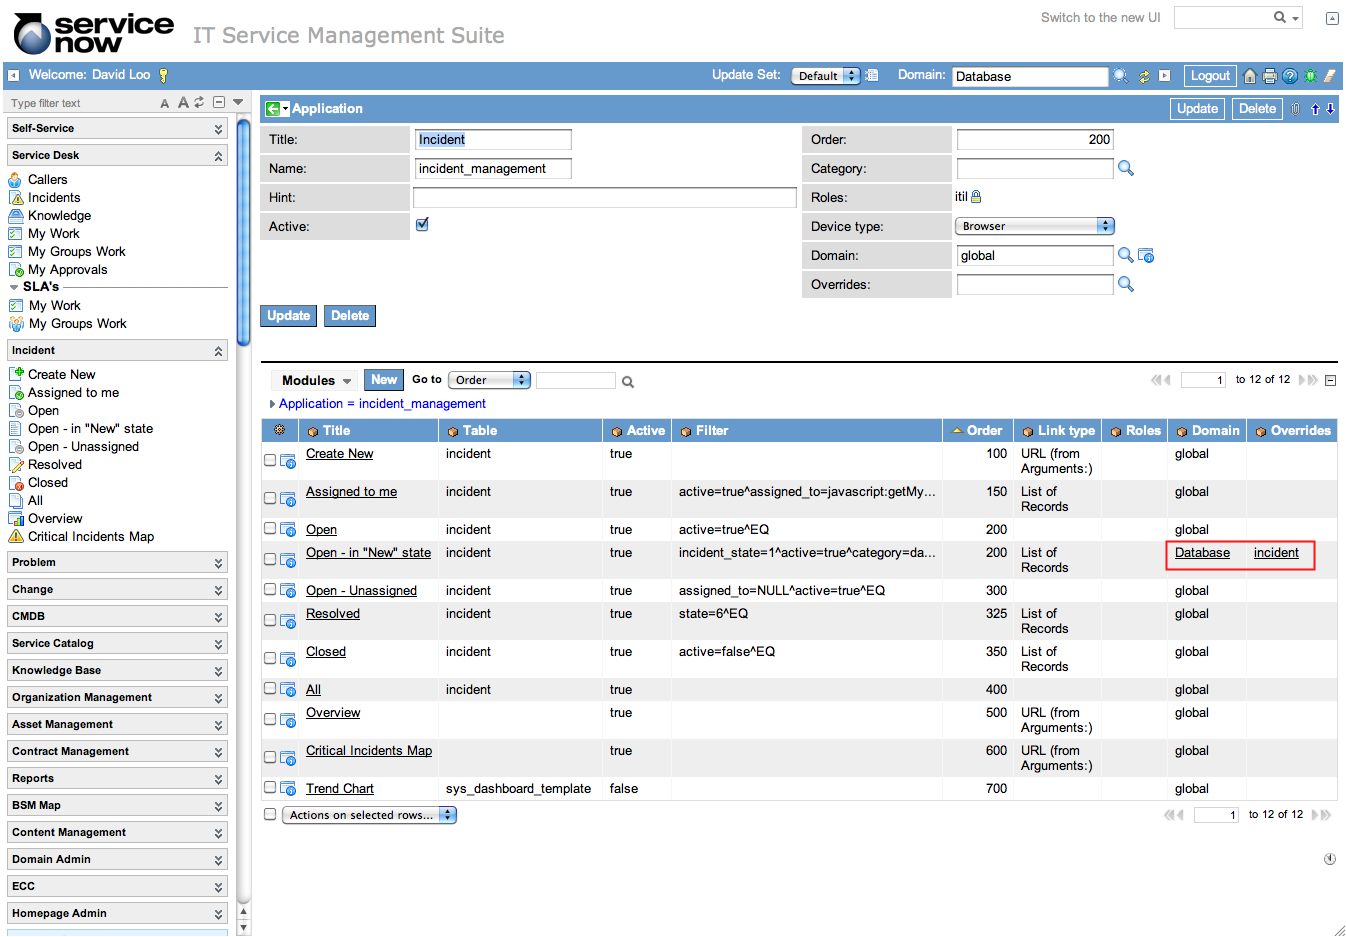 service now IT Service Management Suite
Switch to the new UI
Welcome: David Loo
Update Set: Default Domain: Database Logout
Type filter text A A
Self-Service
Service Desk
Callers
Incidents
Knowledge
My Work
My Groups Work
My Approvals
SLA's
My Work
My Groups Work
Incident
Create New
Assigned to me
Open
Open - in "New" state
Open - Unassigned
Resolved
Closed
All
Overview
Critical Incidents Map
Problem
Change
CMDB
Service Catalog
Knowledge Base
Organization Management
Asset Management
Contract Management
Reports
BSM Map
Content Management
Domain Admin
ECC
Homepage Admin
Application Update Delete
Title: Incident
Name: incident_management
Hint:
Active:
Order: 200
Category:
Roles: itil
Device type: Browser
Domain: global
Overrides:
Update Delete
Modules New Go to Order 1 to 12 of 12
Application = incident_management
Title Table Active Filter Order Link type Roles Domain Overrides
Create New incident true 100 URL (from Arguments:) global
Assigned to me incident true active=true^assigned_to=javascript:getMy... 150 List of Records global
Open incident true active=true^EQ 200 global
Open - in "New" state incident true incident_state=1^active=true^category=da... 200 List of Records Database incident
Open - Unassigned incident true assigned_to=NULL^active=true^EQ 300 global
Resolved incident true state=6^EQ 325 List of Records global
Closed incident true active=false^EQ 350 List of Records global
All incident true 400 global
Overview true 500 URL (from Arguments:) global
Critical Incidents Map true 600 URL (from Arguments:) global
Trend Chart sys_dashboard_template false 700 global
Actions on selected rows... 1 to 12 of 12